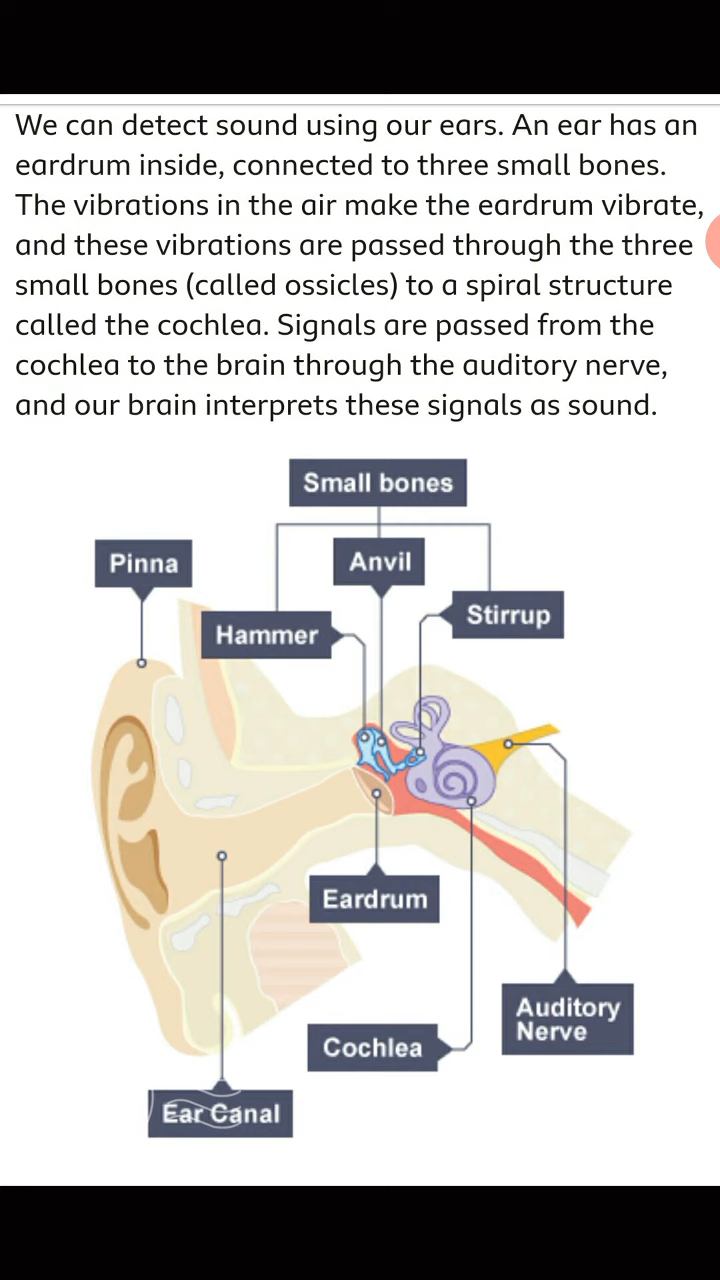 We can detect sound using our ears. An ear has an
eardrum inside, connected to three small bones.
The vibrations in the air make the eardrum vibrate,
and these vibrations are passed through the three
small bones (called ossicles) to a spiral structure
called the cochlea. Signals are passed from the
cochlea to the brain through the auditory nerve,
and our brain interprets these signals as sound.
Small bones
Pinna
Anvil
Stirrup
Hammer
Eardrum
Auditory
Nerve
Cochlea
Ear Canal